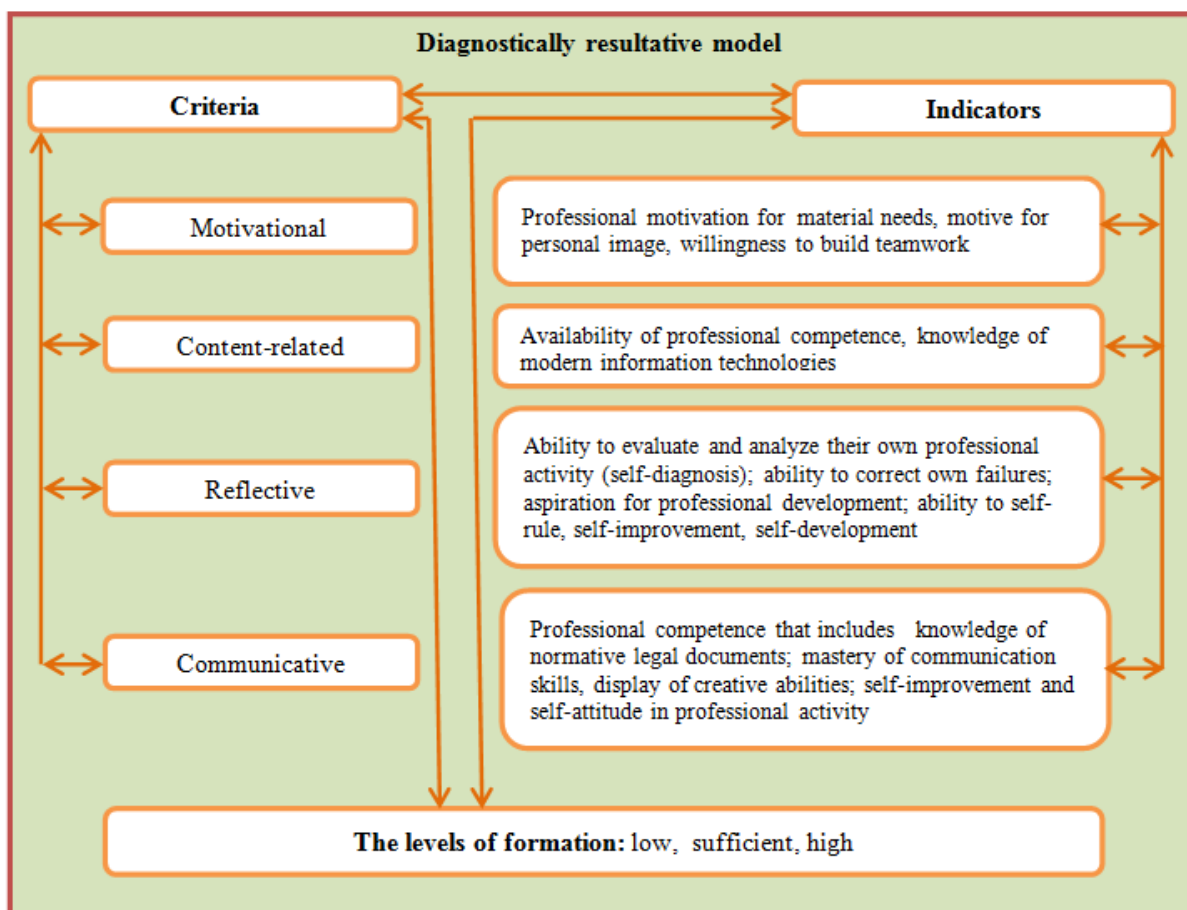 Diagnostically resultative model
Criteria
Indicators
Motivational
Professional motivation for material needs, motive for
personal image, willingness to build teamwork
Content-related
Availability of professional competence, knowledge of
modern information technologies
Reflective
Ability to evaluate and analyze their own professional
activity (self-diagnosis); ability to correct own failures;
aspiration for professional development; ability to self-
rule, self-improvement, self-development
Communicative
Professional competence that includes knowledge of
normative legal documents; mastery of communication
skills, display of creative abilities; self-improvement and
self-attitude in professional activity
The levels of formation: low, sufficient, high